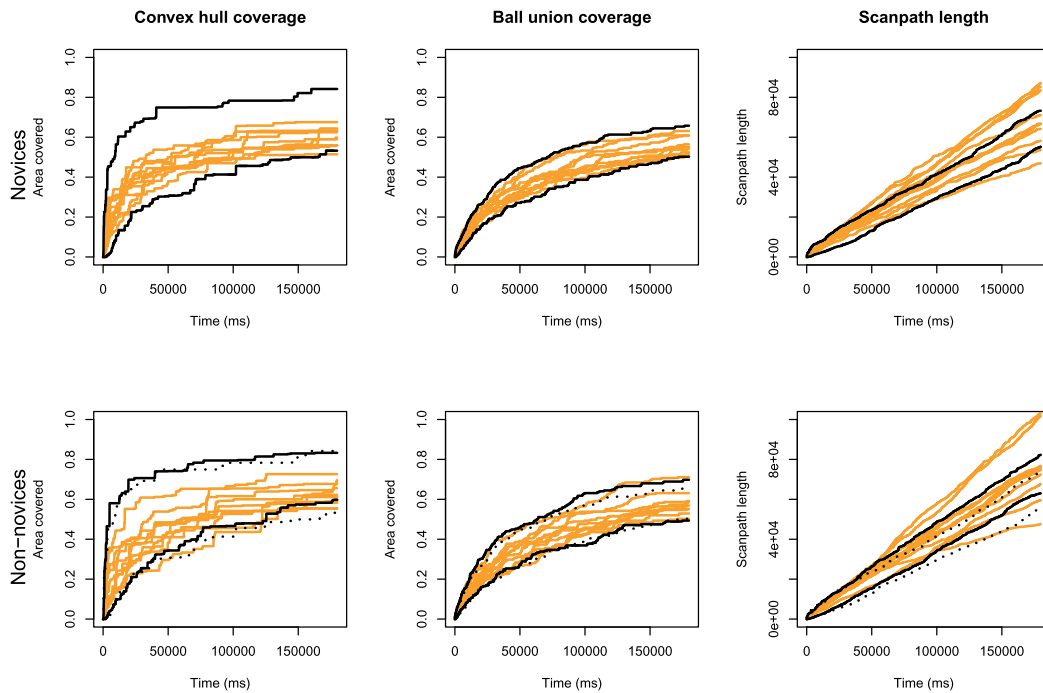 Convex hull coverage
Ball union coverage
Scanpath length
Novices
Area covered
0.0 0.2 0.4 0.6 0.8 1.0
0 50000 100000 150000
Time (ms)
Area covered
0.0 0.2 0.4 0.6 0.8 1.0
0 50000 100000 150000
Time (ms)
Scanpath length
0e+00 4e+04 8e+04
0 50000 100000 150000
Time (ms)
Non−novices
Area covered
0.0 0.2 0.4 0.6 0.8 1.0
0 50000 100000 150000
Time (ms)
Area covered
0.0 0.2 0.4 0.6 0.8 1.0
0 50000 100000 150000
Time (ms)
Scanpath length
0e+00 4e+04 8e+04
0 50000 100000 150000
Time (ms)